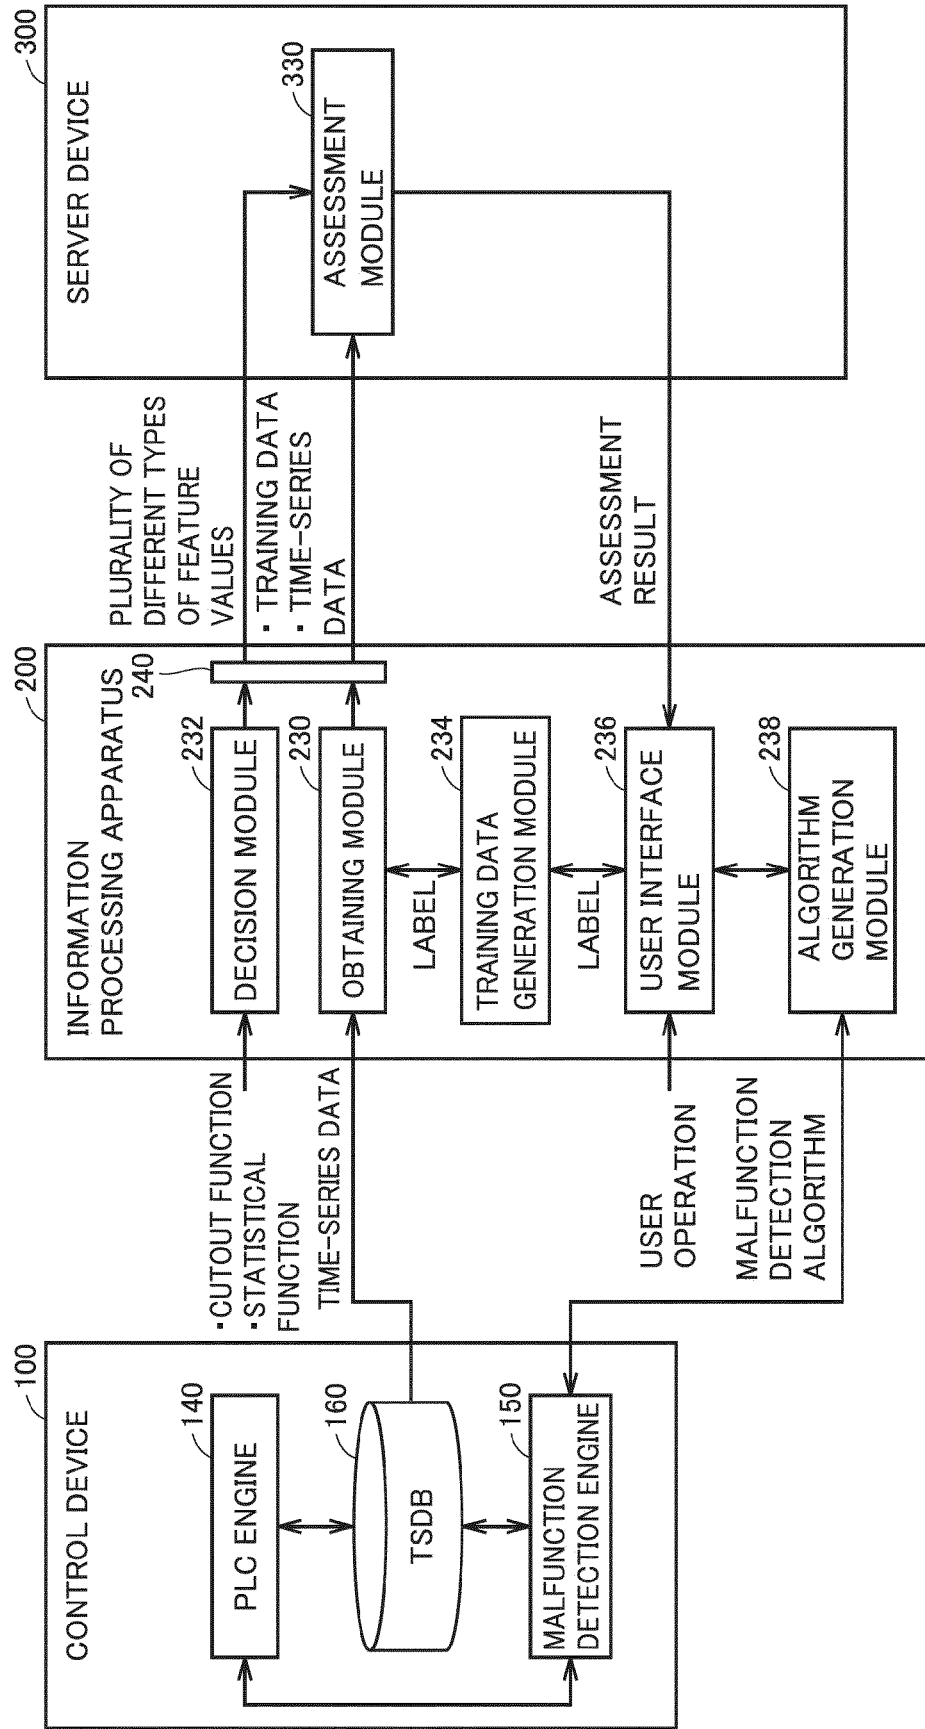 CONTROL DEVICE
100
PLC ENGINE
140
TSDB
160
MALFUNCTION
DETECTION ENGINE
150
・CUTOUT FUNCTION
・STATISTICAL
FUNCTION
TIME-SERIES DATA
USER
OPERATION
MALFUNCTION
DETECTION
ALGORITHM
INFORMATION
PROCESSING APPARATUS
200
DECISION MODULE
232
240
OBTAINING MODULE
230
LABEL
TRAINING DATA
GENERATION MODULE
234
LABEL
USER INTERFACE
MODULE
236
ALGORITHM
GENERATION
MODULE
238
PLURALITY OF
DIFFERENT TYPES
OF FEATURE
VALUES
・TRAINING DATA
・TIME-SERIES
DATA
ASSESSMENT
RESULT
SERVER DEVICE
300
ASSESSMENT
MODULE
330